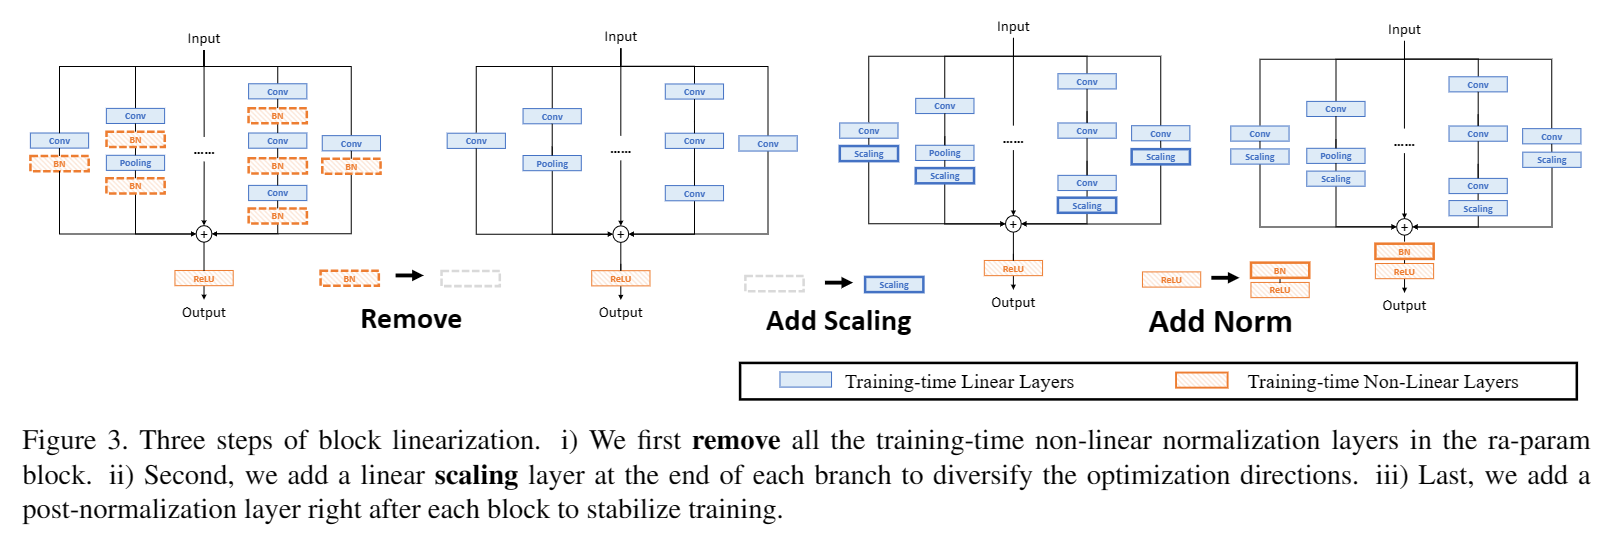 Input
Conv
BN
Conv
BN
Pooling
BN
......
Conv
BN
Conv
BN
Conv
BN
Conv
BN
+
ReLU
Output
BN
Remove
Input
Conv
Conv
Pooling
......
Conv
Conv
Conv
Conv
+
ReLU
Output
Scaling
Add Scaling
Input
Conv
Scaling
Conv
Pooling
Scaling
......
Conv
Conv
Conv
Scaling
Conv
Scaling
+
ReLU
Output
ReLU
BN
ReLU
Add Norm
Input
Conv
Scaling
Conv
Pooling
Scaling
......
Conv
Conv
Conv
Scaling
Conv
Scaling
+
BN
ReLU
Output
Training-time Linear Layers
Training-time Non-Linear Layers
Figure 3. Three steps of block linearization. i) We first remove all the training-time non-linear normalization layers in the ra-param
block. ii) Second, we add a linear scaling layer at the end of each branch to diversify the optimization directions. iii) Last, we add a
post-normalization layer right after each block to stabilize training.